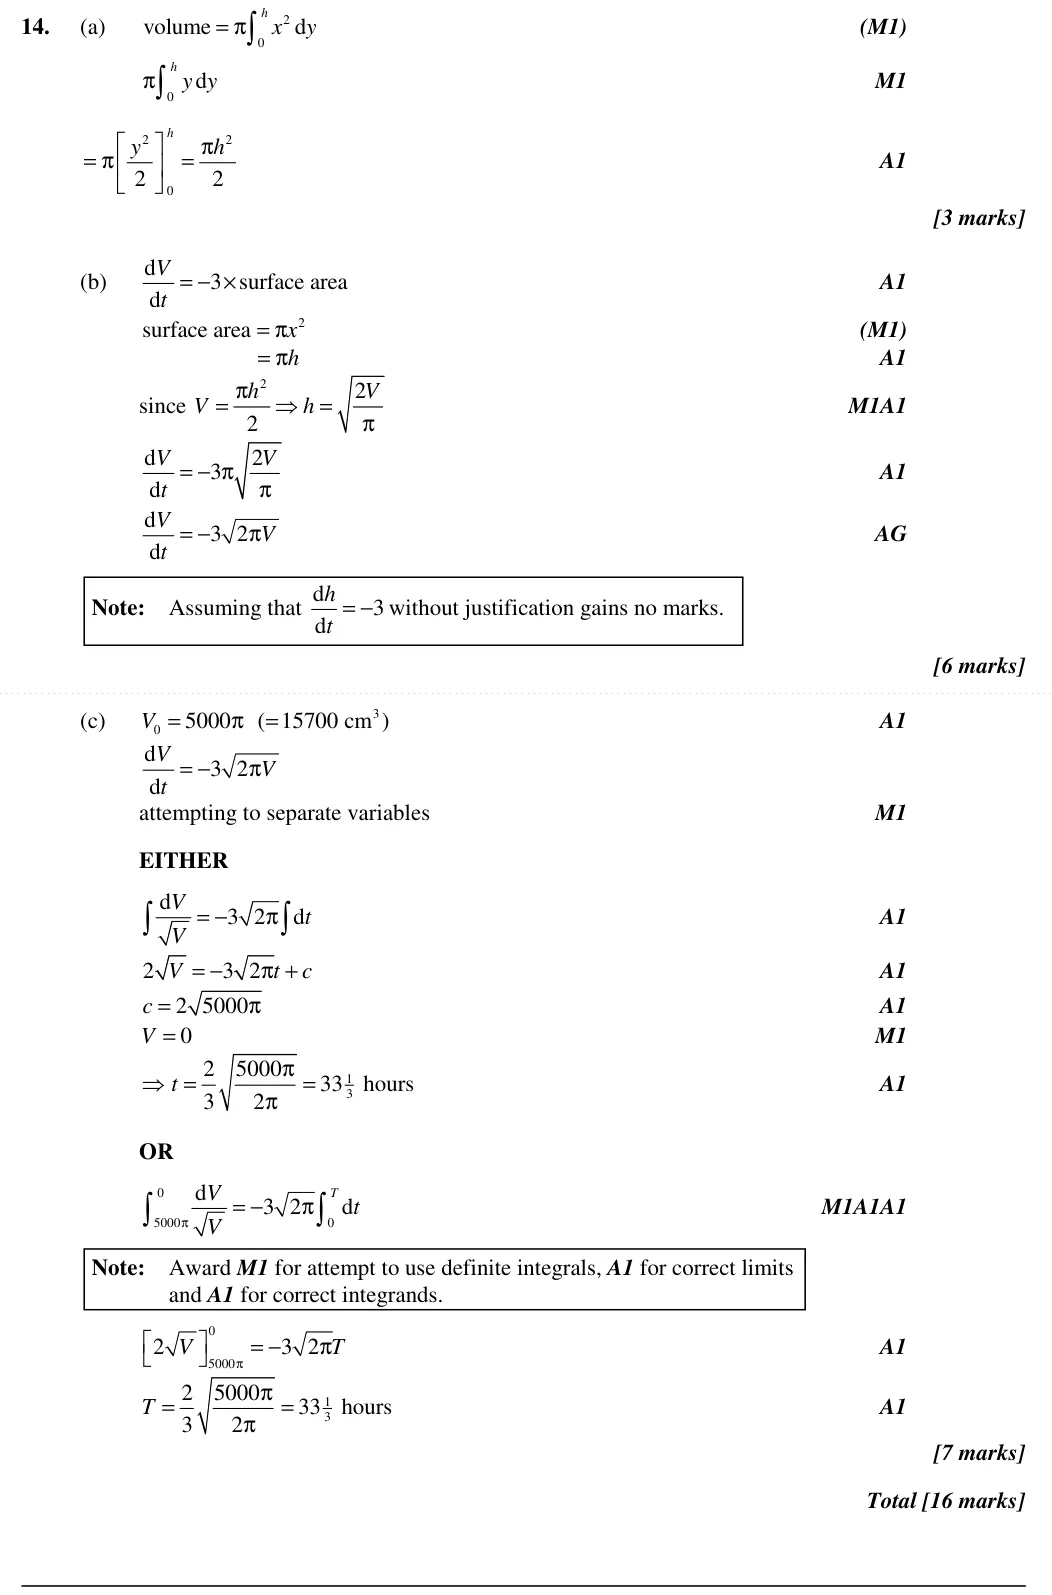 14. (a) volume = π∫₀ʰ x² dy (M1)
π∫₀ʰ y dy M1
= π[y²/2]₀ʰ = πh²/2 A1
[3 marks]
(b) dV/dt = −3 × surface area A1
surface area = πx² (M1)
= πh A1
since V = πh²/2 ⇒ h = √(2V/π) M1A1
dV/dt = −3π√(2V/π) A1
dV/dt = −3√(2πV) AG
Note: Assuming that dh/dt = −3 without justification gains no marks.
[6 marks]
(c) V₀ = 5000π (= 15700 cm³) A1
dV/dt = −3√(2πV)
attempting to separate variables M1
EITHER
∫ dV/√V = −3√(2π) ∫ dt A1
2√V = −3√(2π)t + c A1
c = 2√(5000π) A1
V = 0 M1
⇒ t = 2/3 √(5000π/2π) = 33⅓ hours A1
OR
∫₅₀₀₀π⁰ dV/√V = −3√(2π) ∫₀ᵀ dt M1A1A1
Note: Award M1 for attempt to use definite integrals, A1 for correct limits
and A1 for correct integrands.
[2√V]₅₀₀₀π⁰ = −3√(2π)T A1
T = 2/3 √(5000π/2π) = 33⅓ hours A1
[7 marks]
Total [16 marks]